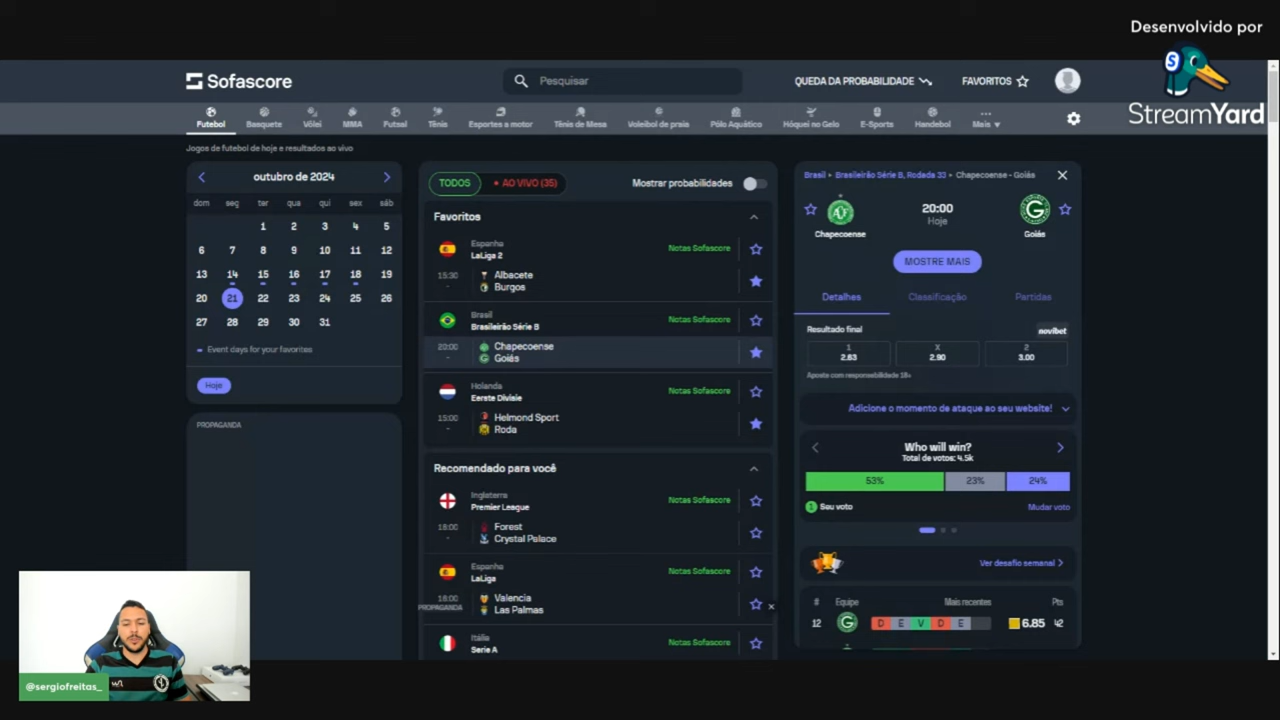 Desenvolvido por
StreamYard
Sofascore
Pesquisar
QUEDA DA PROBABILIDADE
FAVORITOS
Futebol
Basquete
Vôlei
MMA
Futsal
Tênis
Esportes a motor
Tênis de Mesa
Voleibol de praia
Pólo Aquático
Hóquei no Gelo
E-Sports
Handebol
Mais
Jogos de futebol de hoje e resultados ao vivo
outubro de 2024
dom seg ter qua qui sex sáb
1 2 3 4 5
6 7 8 9 10 11 12
13 14 15 16 17 18 19
20 21 22 23 24 25 26
27 28 29 30 31
Event days for your favorites
Hoje
PROPAGANDA
TODOS
AO VIVO (35)
Mostrar probabilidades
Favoritos
Espanha
LaLiga 2
Notas Sofascore
15:30
-
Albacete
Burgos
Brasil
Brasileirão Série B
Notas Sofascore
20:00
-
Chapecoense
Goiás
Holanda
Eerste Divisie
Notas Sofascore
15:00
-
Helmond Sport
Roda
Recomendado para você
Inglaterra
Premier League
Notas Sofascore
16:00
-
Forest
Crystal Palace
Espanha
LaLiga
Notas Sofascore
16:00
Valencia
Las Palmas
PROPAGANDA
Itália
Serie A
Notas Sofascore
Brasil
Brasileirão Série B, Rodada 33
Chapecoense - Goiás
20:00
Hoje
Chapecoense
Goiás
MOSTRE MAIS
Detalhes
Classificação
Partidas
Resultado final
novibet
1 X 2
2.63 2.90 3.00
Aposte com responsabilidade 18+
Adicione o momento de ataque ao seu website!
Who will win?
Total de votos: 4.5k
53% 23% 24%
1 Seu voto
Mudar voto
Ver desafio semanal
# Equipe Mais recentes Pts
12 D E V D E 6.85 42
@sergiofreitas_